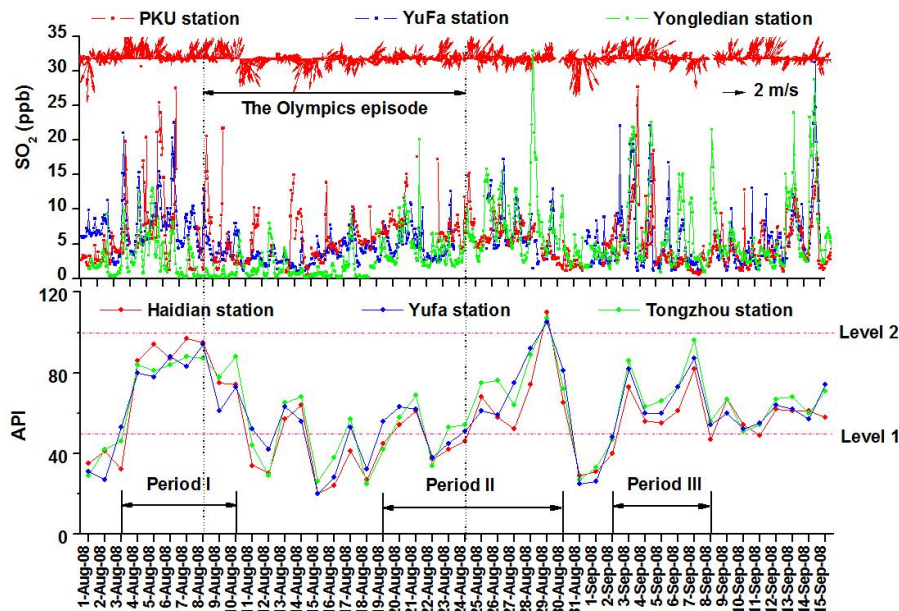 PKU station YuFa station Yongledian station
SO2 (ppb)
35
30
25
20
15
10
5
0
2 m/s
The Olympics episode
API
120
80
40
0
Haidian station Yufa station Tongzhou station
Level 2
Level 1
Period I Period II Period III
1-Aug-08
2-Aug-08
3-Aug-08
4-Aug-08
5-Aug-08
6-Aug-08
7-Aug-08
8-Aug-08
9-Aug-08
10-Aug-08
11-Aug-08
12-Aug-08
13-Aug-08
14-Aug-08
15-Aug-08
16-Aug-08
17-Aug-08
18-Aug-08
19-Aug-08
20-Aug-08
21-Aug-08
22-Aug-08
23-Aug-08
24-Aug-08
25-Aug-08
26-Aug-08
27-Aug-08
28-Aug-08
29-Aug-08
30-Aug-08
31-Aug-08
1-Sep-08
2-Sep-08
3-Sep-08
4-Sep-08
5-Sep-08
6-Sep-08
7-Sep-08
8-Sep-08
9-Sep-08
10-Sep-08
11-Sep-08
12-Sep-08
13-Sep-08
14-Sep-08
15-Sep-08